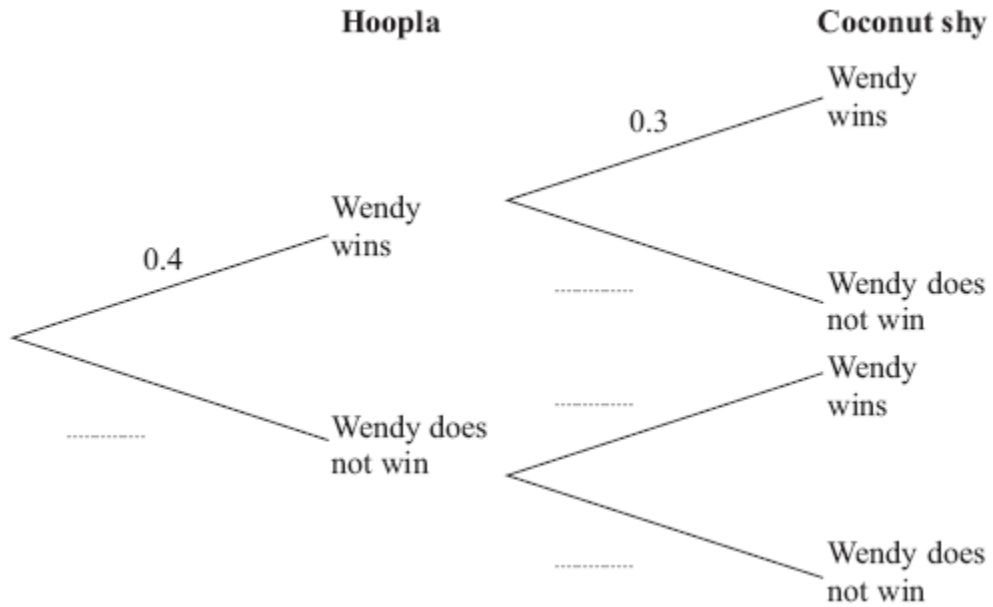 Hoopla
Coconut shy
Wendy
wins
0.3
Wendy
wins
0.4
Wendy does
not win
Wendy
wins
Wendy does
not win
Wendy does
not win